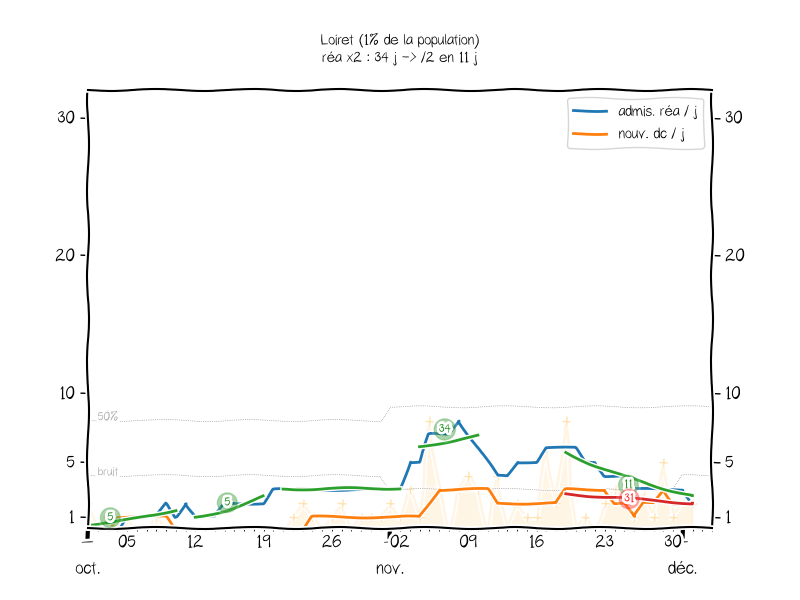 Loiret (1% de la population)
réa x2 : 34 j -> /2 en 11 j
admis. réa / j
nouv. dc / j
30 30
20 20
10 10
50%
34
5 5
bruit
11
5
31
1 5 1
05 12 19 26 02 09 16 23 30
oct. nov. déc.